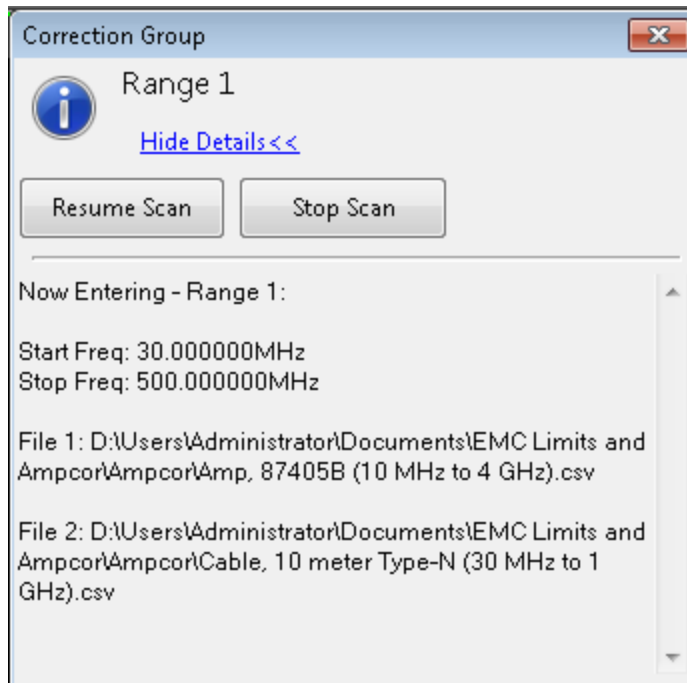 Correction Group
Range 1
Hide Details<<
Resume Scan
Stop Scan
Now Entering - Range 1:
Start Freq: 30.000000MHz
Stop Freq: 500.000000MHz
File 1: D:\Users\Administrator\Documents\EMC Limits and
Ampcor\Ampcor\Amp, 87405B (10 MHz to 4 GHz).csv
File 2: D:\Users\Administrator\Documents\EMC Limits and
Ampcor\Ampcor\Cable, 10 meter Type-N (30 MHz to 1
GHz).csv